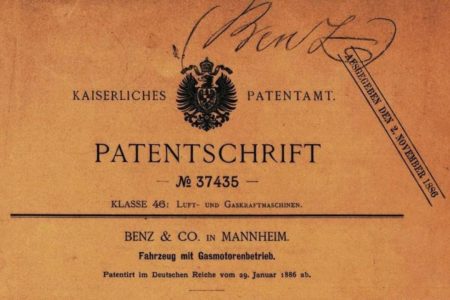 (Benz)
AUSGEGEBEN DEN 2. NOVEMBER 1886
KAISERLICHES PATENTAMT.
PATENTSCHRIFT
— № 37435 —
KLASSE 46: LUFT- UND GASKRAFTMASCHINEN.
BENZ & CO. IN MANNHEIM.
Fahrzeug mit Gasmotorenbetrieb.
Patentirt im Deutschen Reiche vom 29. Januar 1886 ab.